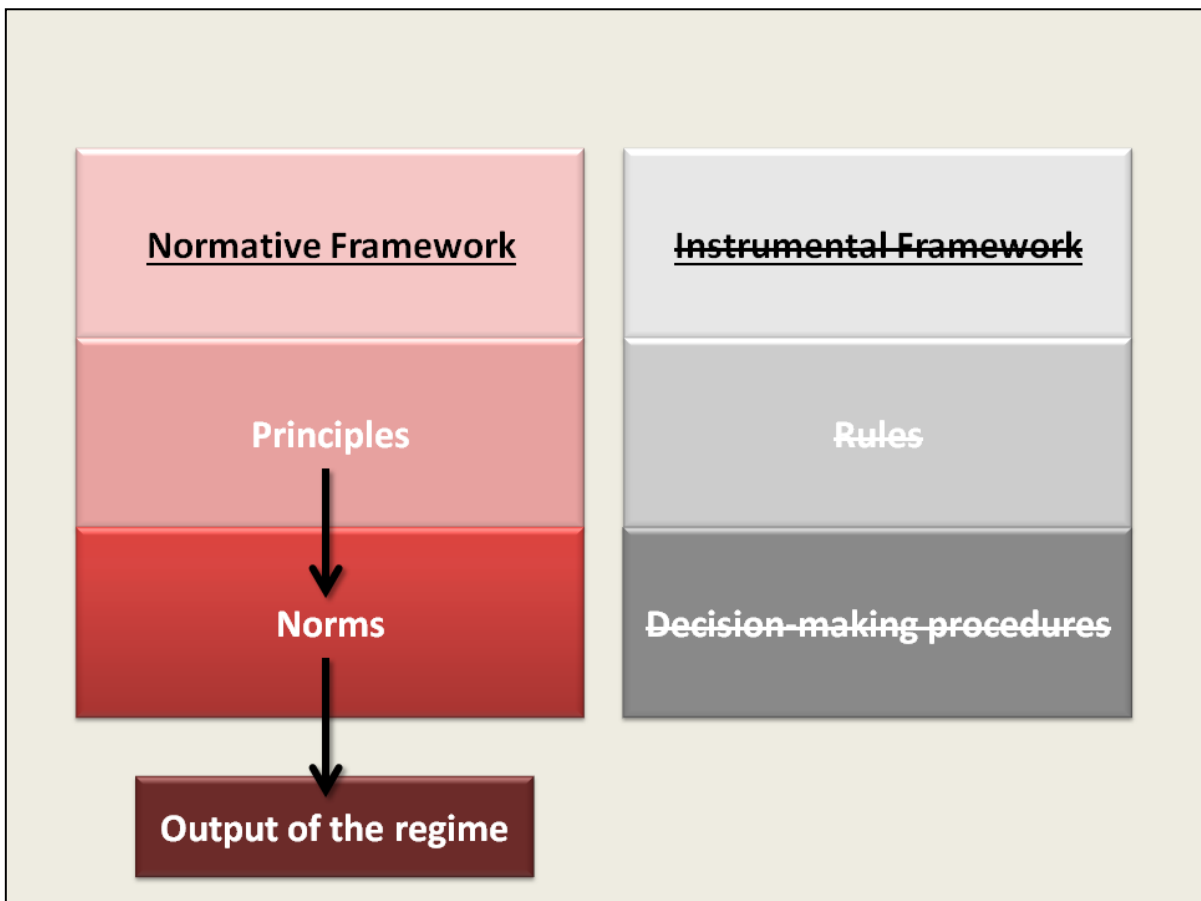 Normative Framework
Instrumental Framework
Principles
Rules
Norms
Decision-making procedures
Output of the regime